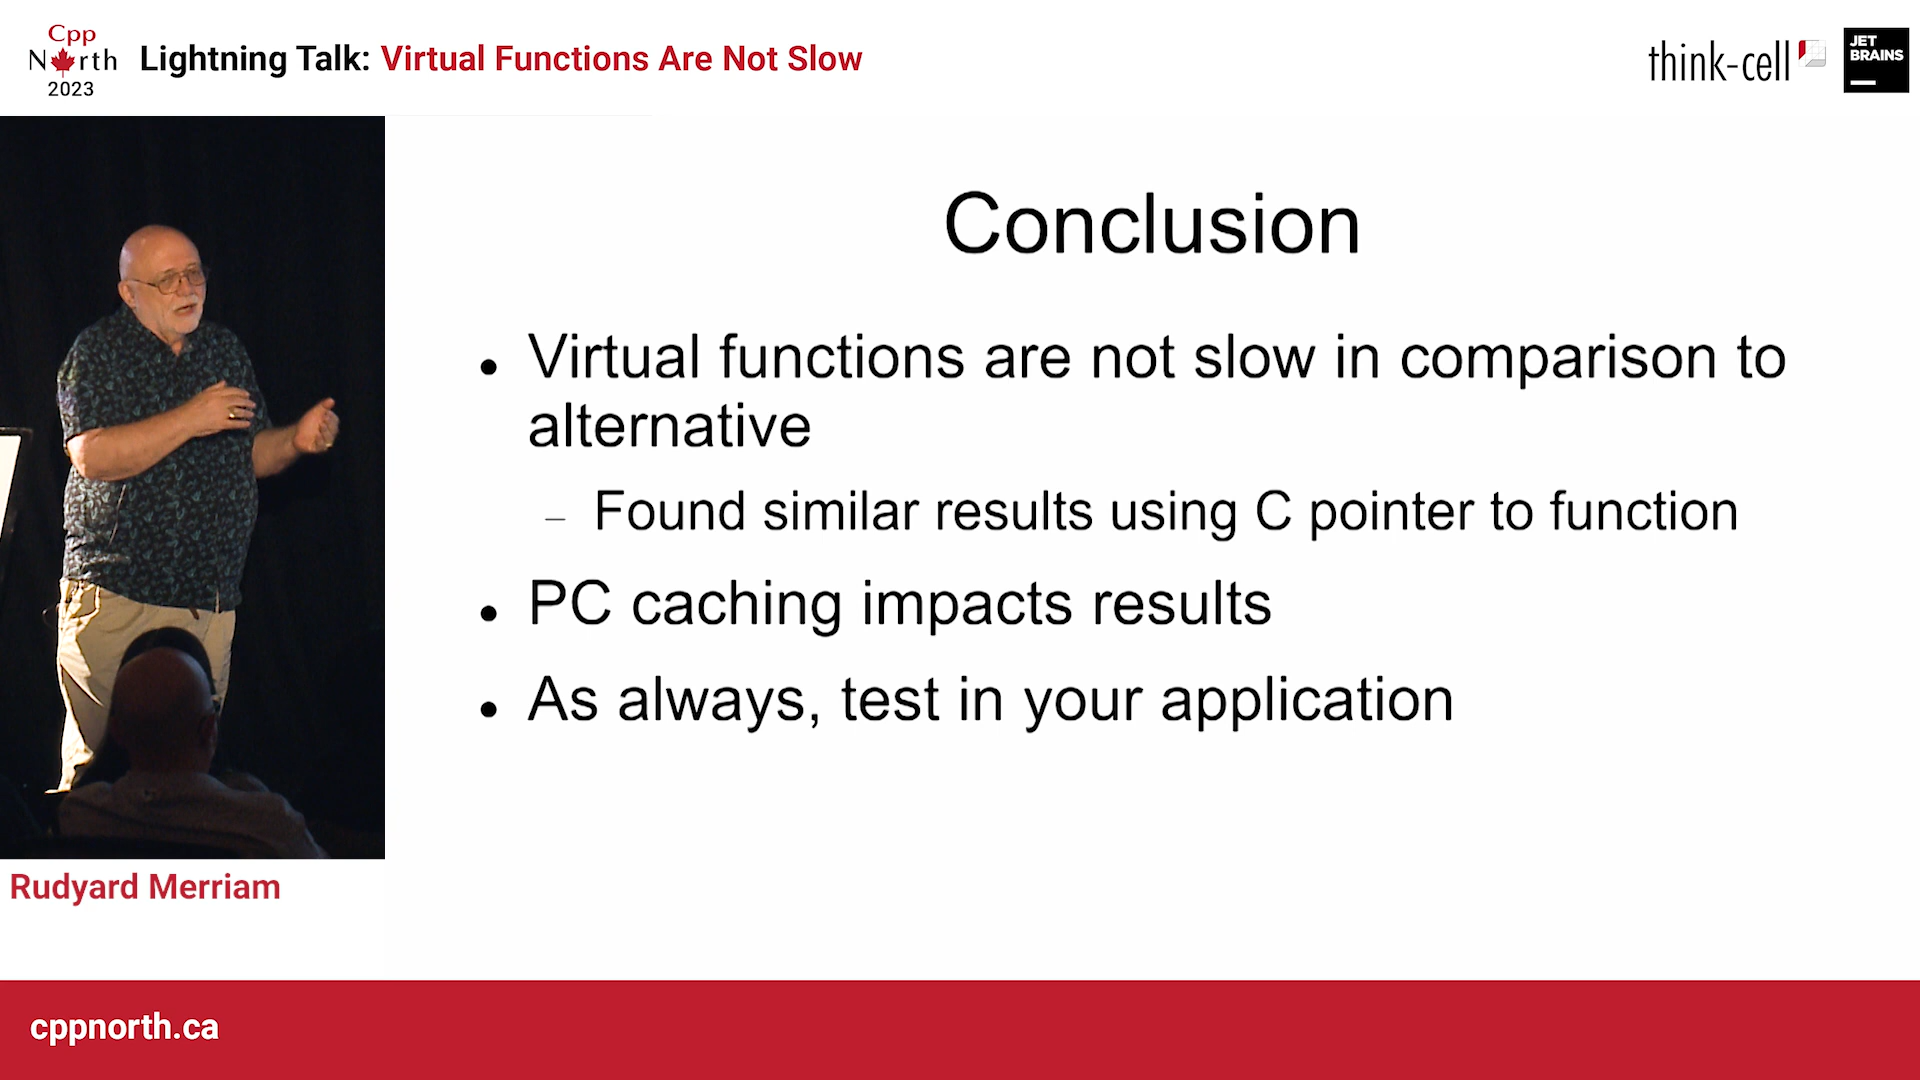 Cpp
North
2023
Lightning Talk: Virtual Functions Are Not Slow
think-cell
JET
BRAINS
Conclusion
• Virtual functions are not slow in comparison to
alternative
– Found similar results using C pointer to function
• PC caching impacts results
• As always, test in your application
Rudyard Merriam
cppnorth.ca